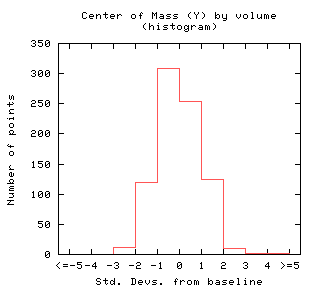 Center of Mass (Y) by volume
(histogram)
350
300
250
200
150
100
50
0
Number of points
<=-5 -4 -3 -2 -1 0 1 2 3 4 >=5
Std. Devs. from baseline